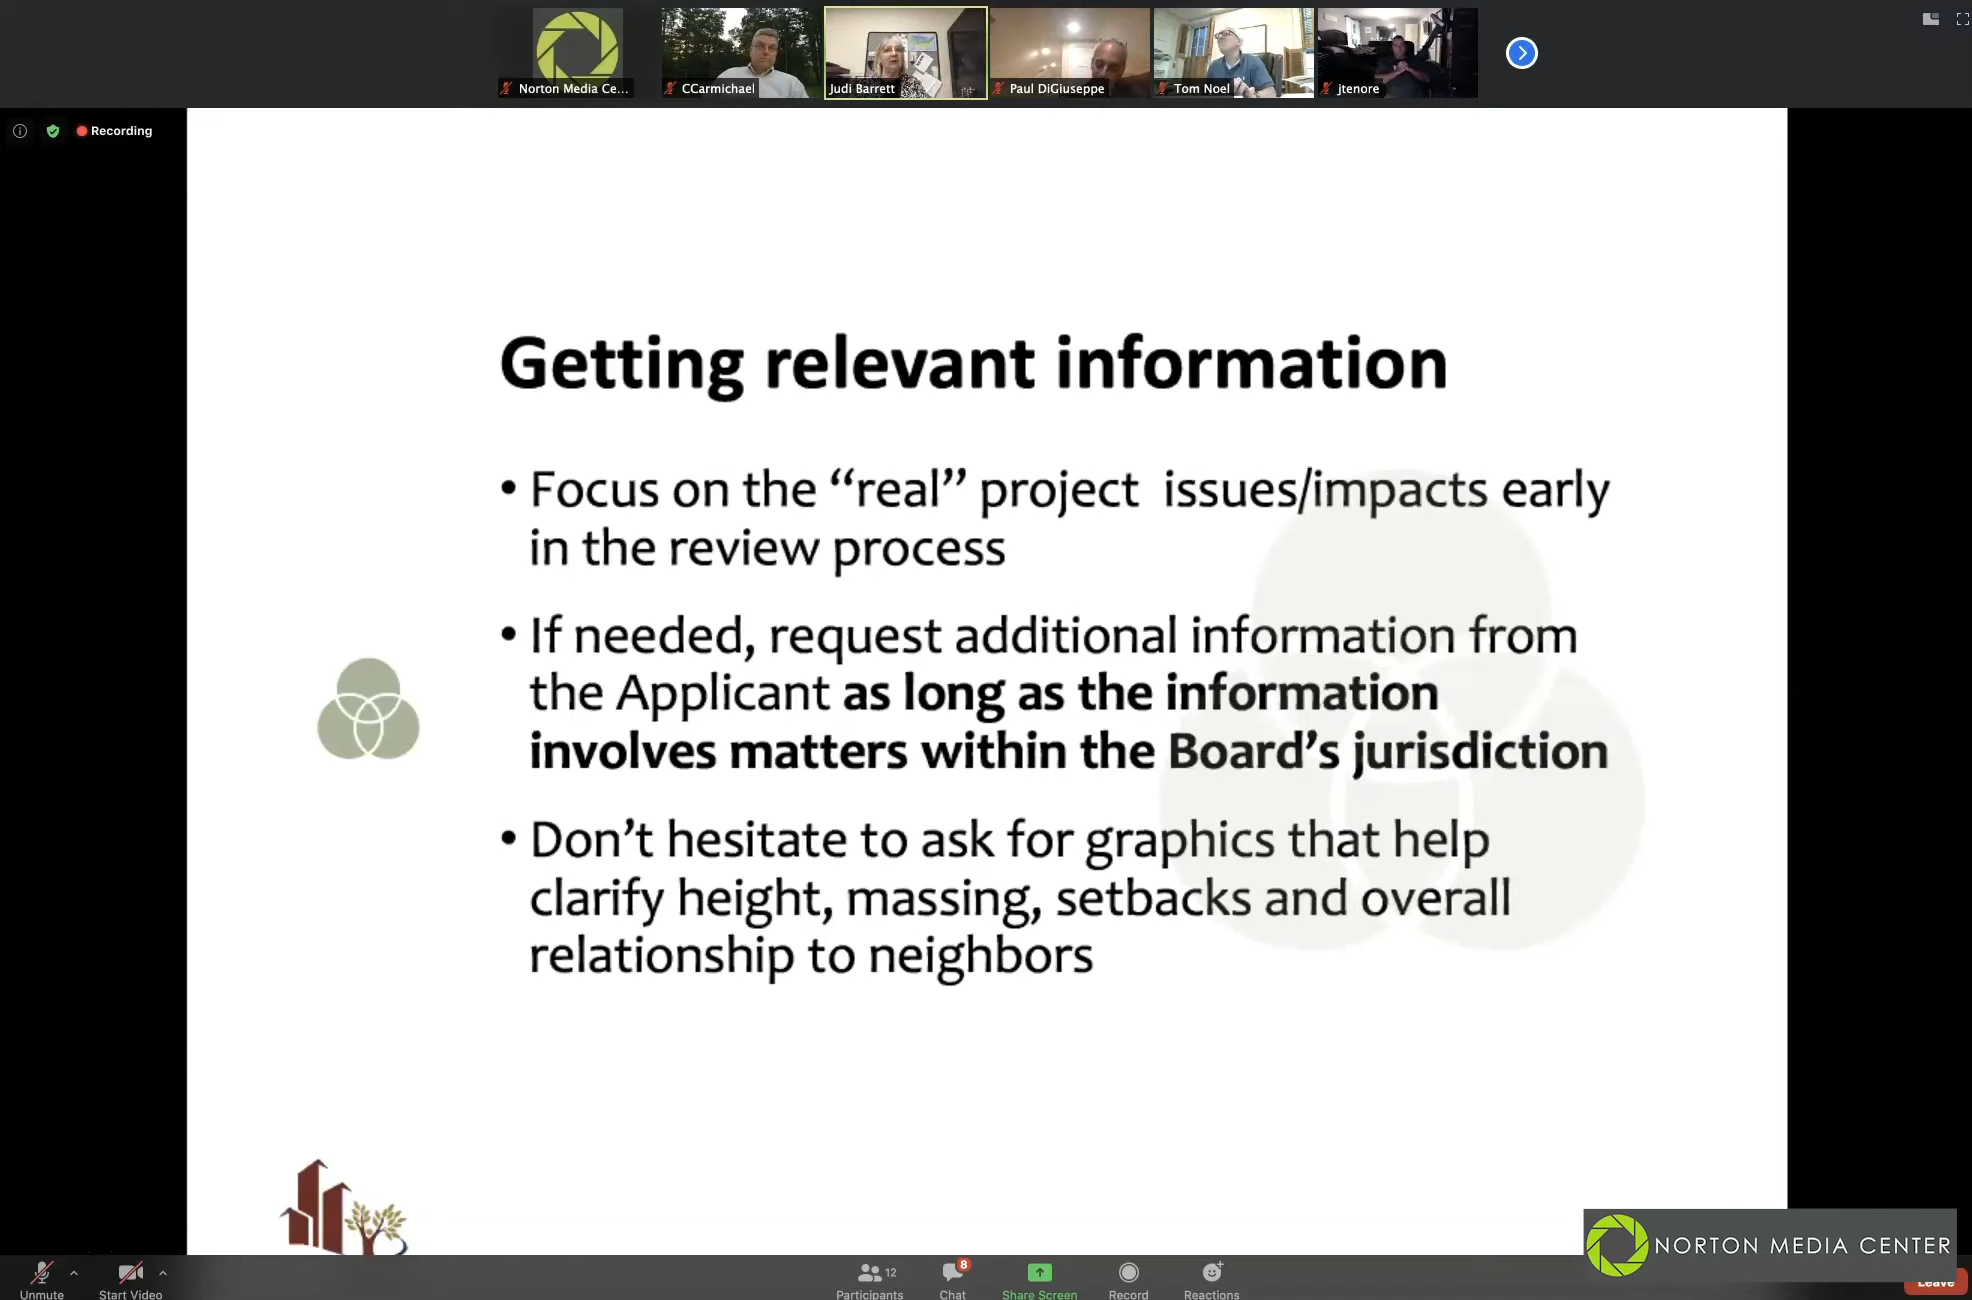 Norton Media Ce...
CCarmichael
Judi Barrett
Paul DiGiuseppe
Tom Noel
jtenore
Recording
Getting relevant information
• Focus on the “real” project  issues/impacts early
in the review process
• If needed, request additional information from
the Applicant as long as the information
involves matters within the Board’s jurisdiction
• Don’t hesitate to ask for graphics that help
clarify height, massing, setbacks and overall
relationship to neighbors
NORTON MEDIA CENTER
12
8
Unmute
Start Video
Participants
Chat
Share Screen
Record
Reactions
Leave